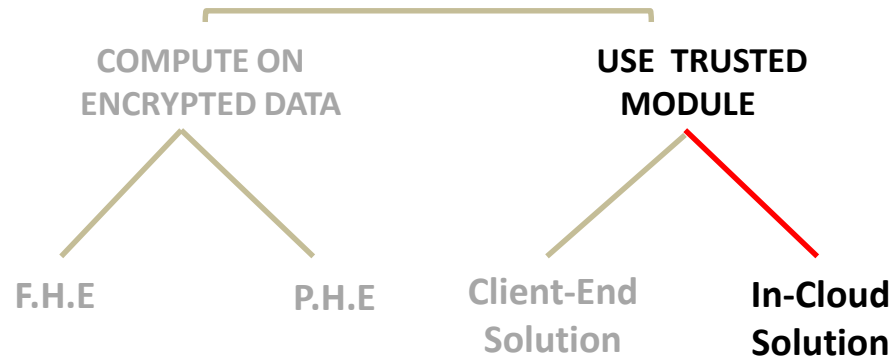 COMPUTE ON
ENCRYPTED DATA
USE TRUSTED
MODULE
F.H.E
P.H.E
Client-End
Solution
In-Cloud
Solution